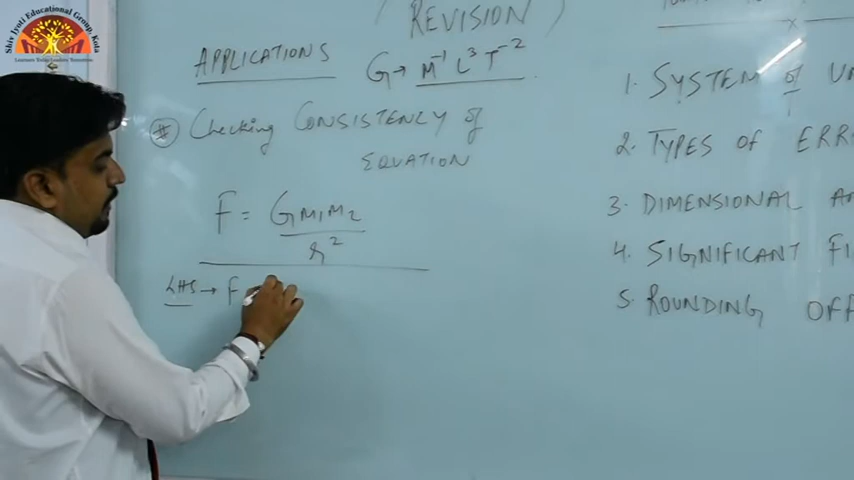 Shiv Jyoti Educational Group, Kota
( REVISION )
APPLICATIONS
G → M⁻¹ L³ T⁻²
# Checking CONSISTENCY of
EQUATION
F = GM₁M₂
r²
LHS → F
1. SYSTEM of
2. TYPES OF
3. DIMENSIONAL
4. SIGNIFICANT
5. ROUNDING OFF